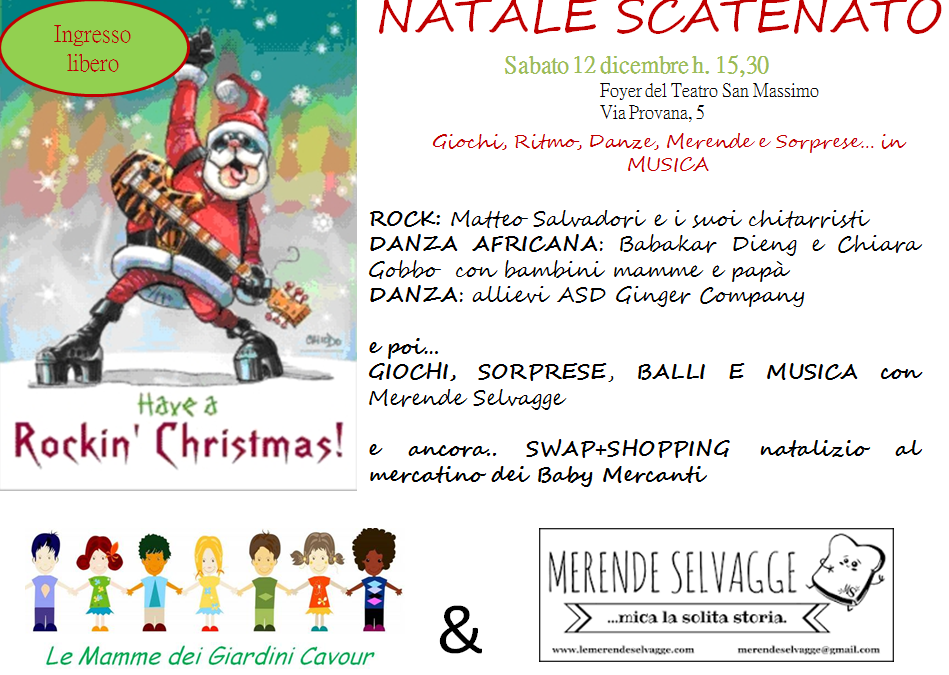 Ingresso
libero
NATALE SCATENATO
Sabato 12 dicembre h. 15,30
Foyer del Teatro San Massimo
Via Provana, 5
Giochi, Ritmo, Danze, Merende e Sorprese... in
MUSICA
ROCK: Matteo Salvadori e i suoi chitarristi
DANZA AFRICANA: Babakar Dieng e Chiara
Gobbo con bambini mamme e papà
DANZA: allievi ASD Ginger Company
e poi...
GIOCHI, SORPRESE, BALLI E MUSICA con
Merende Selvagge
e ancora.. SWAP+SHOPPING natalizio al
mercatino dei Baby Mercanti
Have a
Rockin' Christmas!
Le Mamme dei Giardini Cavour
&
MERENDE SELVAGGE
...mica la solita storia.
www.lemerendeselvagge.com merendeselvagge@gmail.com